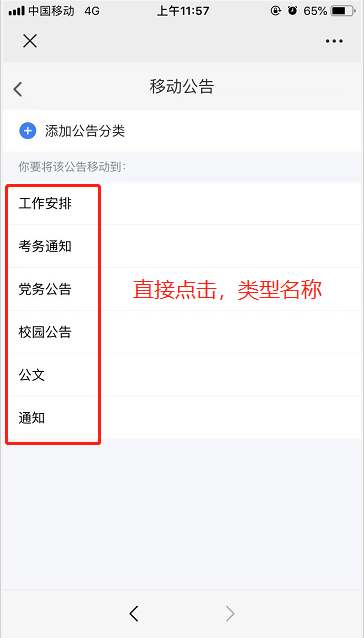 中国移动 4G 上午11:57 65%
移动公告
添加公告分类
你要将该公告移动到:
工作安排
考务通知
党务公告
直接点击，类型名称
校园公告
公文
通知